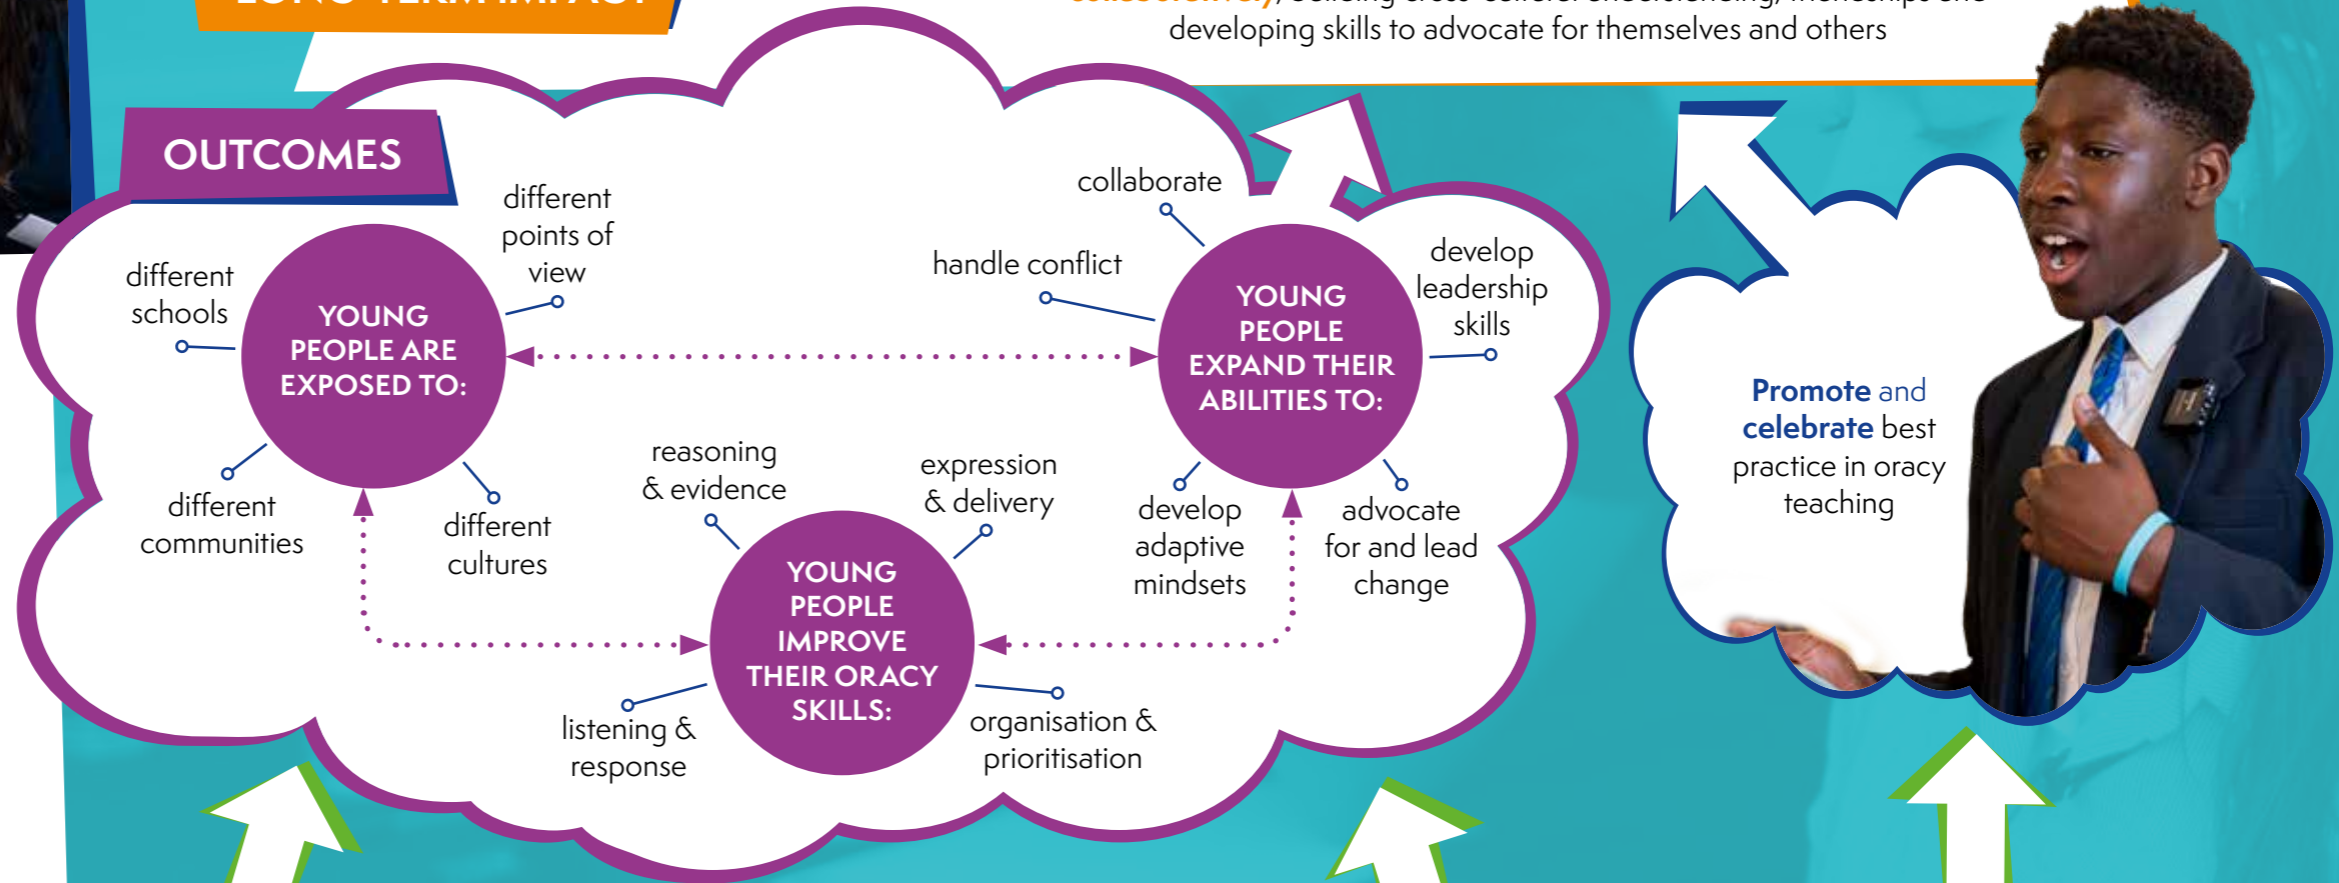 LONG-TERM IMPACT
developing skills to advocate for themselves and others
OUTCOMES
YOUNG
PEOPLE ARE
EXPOSED TO:
different
schools
different
points of
view
different
communities
different
cultures
YOUNG
PEOPLE
EXPAND THEIR
ABILITIES TO:
collaborate
handle conflict
develop
leadership
skills
develop
adaptive
mindsets
advocate
for and lead
change
YOUNG
PEOPLE
IMPROVE
THEIR ORACY
SKILLS:
reasoning
& evidence
expression
& delivery
listening &
response
organisation &
prioritisation
Promote and
celebrate best
practice in oracy
teaching